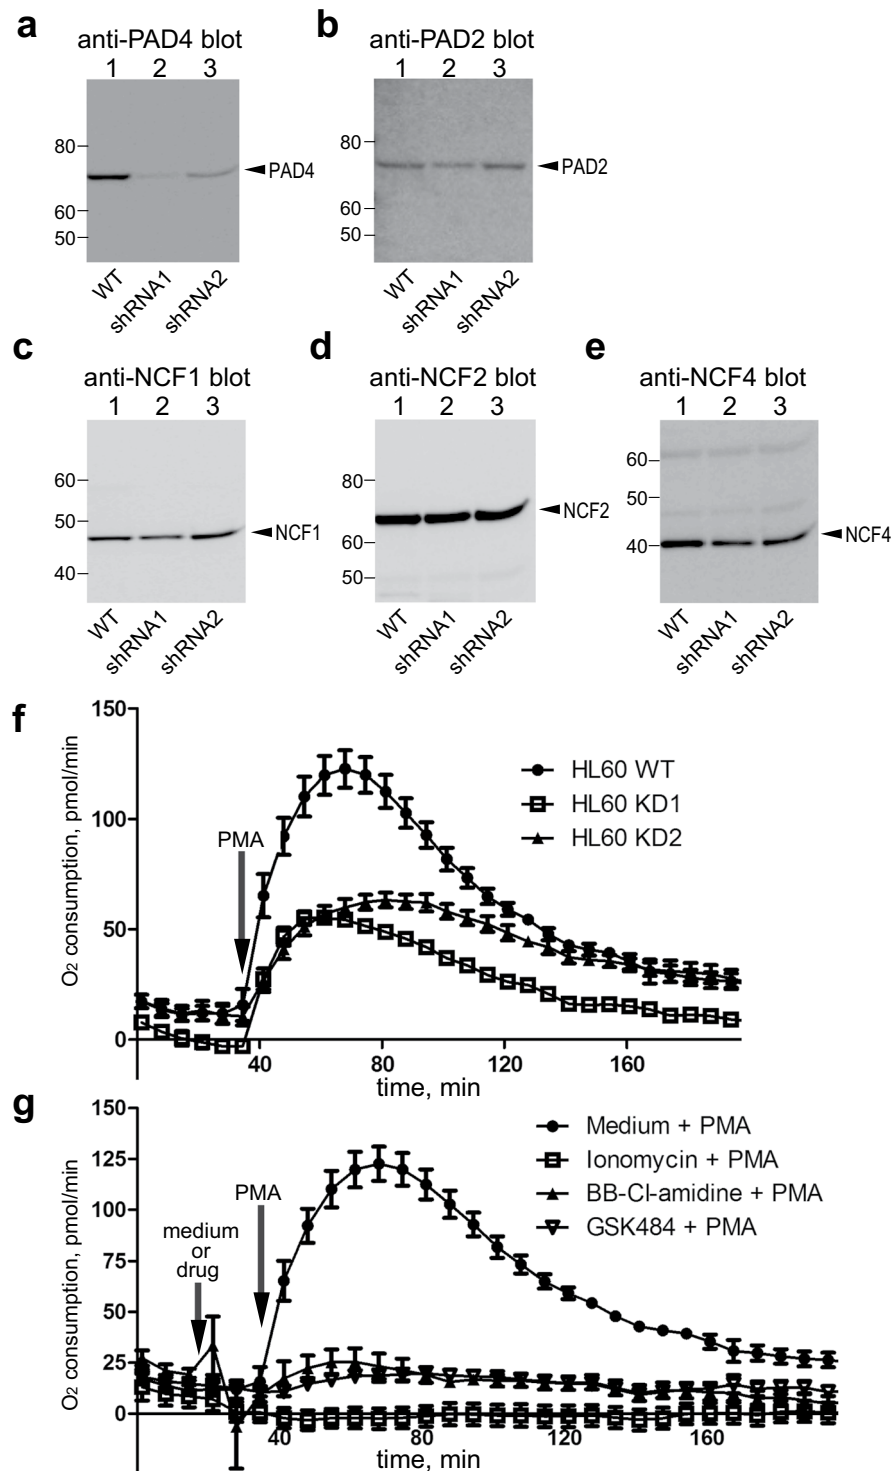 a
anti-PAD4 blot
1 2 3
80
60
50
PAD4
WT
shRNA1
shRNA2
b
anti-PAD2 blot
1 2 3
80
60
50
PAD2
WT
shRNA1
shRNA2
c
anti-NCF1 blot
1 2 3
60
50
40
NCF1
WT
shRNA1
shRNA2
d
anti-NCF2 blot
1 2 3
80
60
50
NCF2
WT
shRNA1
shRNA2
e
anti-NCF4 blot
1 2 3
60
50
40
NCF4
WT
shRNA1
shRNA2
f
O2 consumption, pmol/min
150
100
50
0
PMA
HL60 WT
HL60 KD1
HL60 KD2
40 80 120 160
time, min
g
O2 consumption, pmol/min
150
125
100
75
50
25
0
medium
or
drug
PMA
Medium + PMA
Ionomycin + PMA
BB-Cl-amidine + PMA
GSK484 + PMA
40 80 120 160
time, min